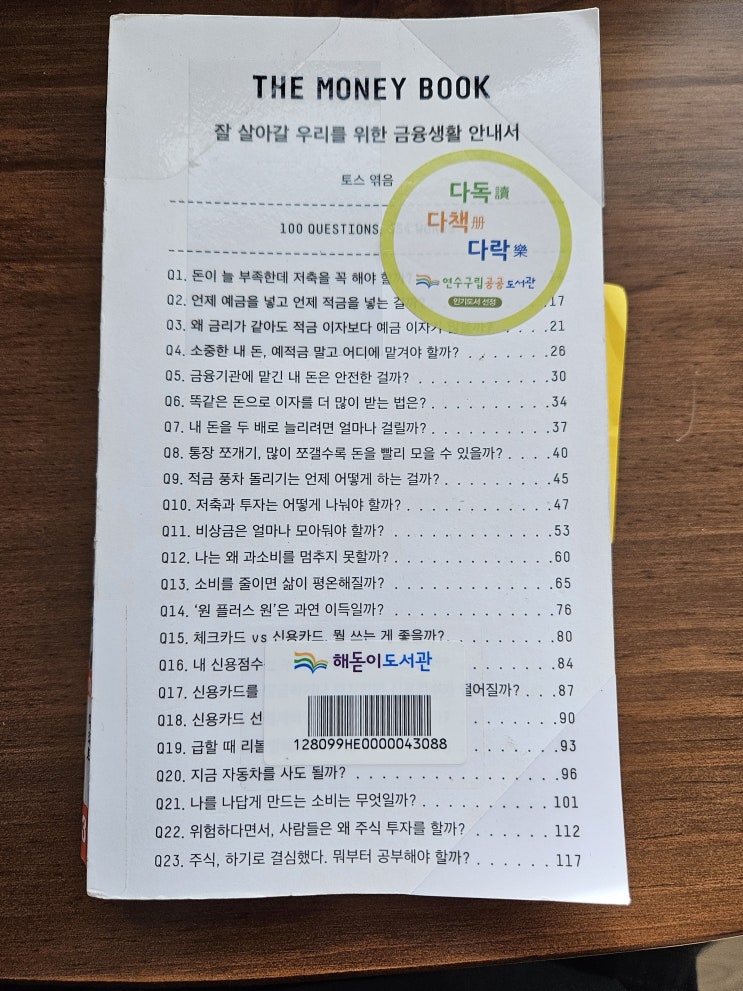 THE MONEY BOOK
잘 살아갈 우리를 위한 금융생활 안내서
토스 엮음
100 QUESTIONS
다독 讀
다책 册
다락 樂
연수구립공공도서관
인기도서 선정
Q1. 돈이 늘 부족한데 저축을 꼭 해야
Q2. 언제 예금을 넣고 언제 적금을 넣는 .17
Q3. 왜 금리가 같아도 적금 이자보다 예금 이자가 21
Q4. 소중한 내 돈, 예적금 말고 어디에 맡겨야 할까? . . . . . 26
Q5. 금융기관에 맡긴 내 돈은 안전한 걸까? . . . . . . . . . . . 30
Q6. 똑같은 돈으로 이자를 더 많이 받는 법은? . . . . . . . . . 34
Q7. 내 돈을 두 배로 늘리려면 얼마나 걸릴까? . . . . . . . . . 37
Q8. 통장 쪼개기, 많이 쪼갤수록 돈을 빨리 모을 수 있을까? . . . . 40
Q9. 적금 풍차 돌리기는 언제 어떻게 하는 걸까? . . . . . . . . 45
Q10. 저축과 투자는 어떻게 나눠야 할까? . . . . . . . . . . . . 47
Q11. 비상금은 얼마나 모아둬야 할까? . . . . . . . . . . . . . 53
Q12. 나는 왜 과소비를 멈추지 못할까? . . . . . . . . . . . . . 60
Q13. 소비를 줄이면 삶이 평온해질까? . . . . . . . . . . . . . 65
Q14. ‘원 플러스 원’은 과연 이득일까? . . . . . . . . . . . . . 76
Q15. 체크카드 vs 신용카드, 뭘 쓰는 게 좋을까? . . . . . . . . 80
Q16. 내 신용점수 . . . . 84
Q17. 신용카드를 떨어질까? . . . 87
Q18. 신용카드 선 . . . . 90
Q19. 급할 때 리볼 . . . . 93
해돋이도서관
128099HE0000043088
Q20. 지금 자동차를 사도 될까? . . . . . . . . . . . . . . . . 96
Q21. 나를 나답게 만드는 소비는 무엇일까? . . . . . . . . . . 101
Q22. 위험하다면서, 사람들은 왜 주식 투자를 할까? . . . . . . 112
Q23. 주식, 하기로 결심했다. 뭐부터 공부해야 할까? . . . . . . 117